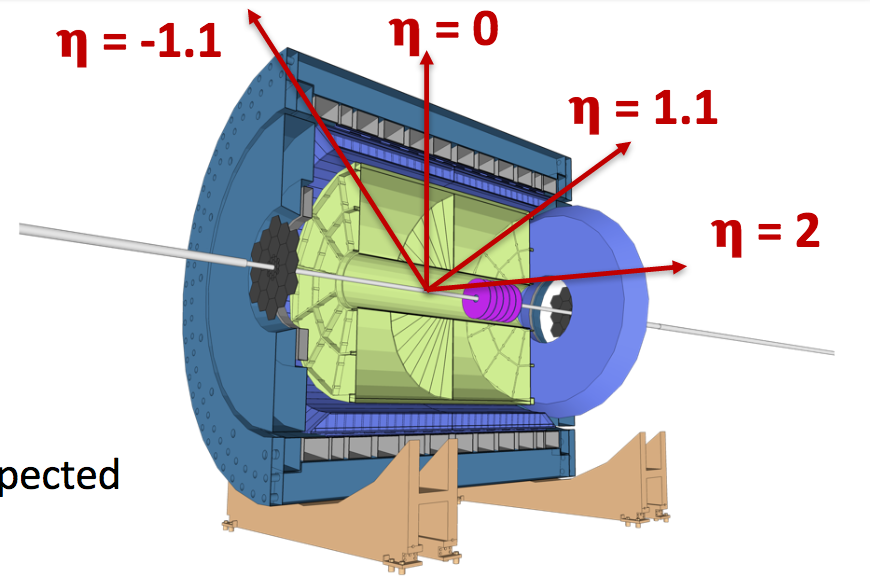 η = -1.1
η = 0
η = 1.1
η = 2
pected